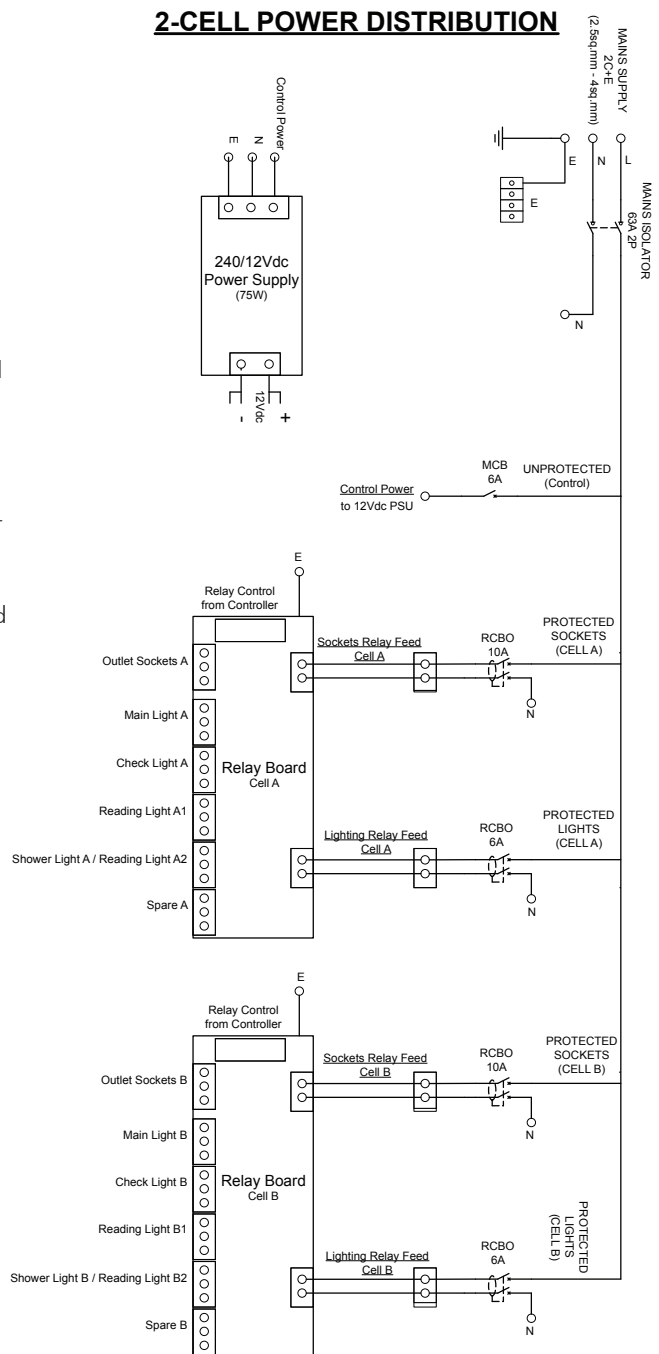 2-CELL POWER DISTRIBUTION
MAINS SUPPLY
2C+E
(2.5sq.mm - 4sq.mm)
E
N
L
E
MAINS ISOLATOR
63A 2P
N
E
N
Control Power
240/12Vdc
Power Supply
(75W)
-
12Vdc
+
MCB
6A
UNPROTECTED
(Control)
Control Power
to 12Vdc PSU
E
Relay Control
from Controller
Outlet Sockets A
Main Light A
Check Light A
Reading Light A1
Shower Light A / Reading Light A2
Spare A
Relay Board
Cell A
Sockets Relay Feed
Cell A
RCBO
10A
PROTECTED
SOCKETS
(CELL A)
N
Lighting Relay Feed
Cell A
RCBO
6A
PROTECTED
LIGHTS
(CELL A)
N
E
Relay Control
from Controller
Outlet Sockets B
Main Light B
Check Light B
Reading Light B1
Shower Light B / Reading Light B2
Spare B
Relay Board
Cell B
Sockets Relay Feed
Cell B
RCBO
10A
PROTECTED
SOCKETS
(CELL B)
N
Lighting Relay Feed
Cell B
RCBO
6A
PROTECTED
LIGHTS
(CELL B)
N